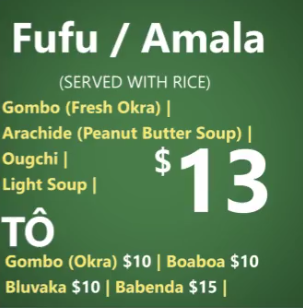 Fufu / Amala
(SERVED WITH RICE)
Gombo (Fresh Okra) |
Arachide (Peanut Butter Soup) |
Ougchi |
Light Soup |
$13
TÔ
Gombo (Okra) $10 | Boaboa $10
Bluvaka $10 | Babenda $15 |